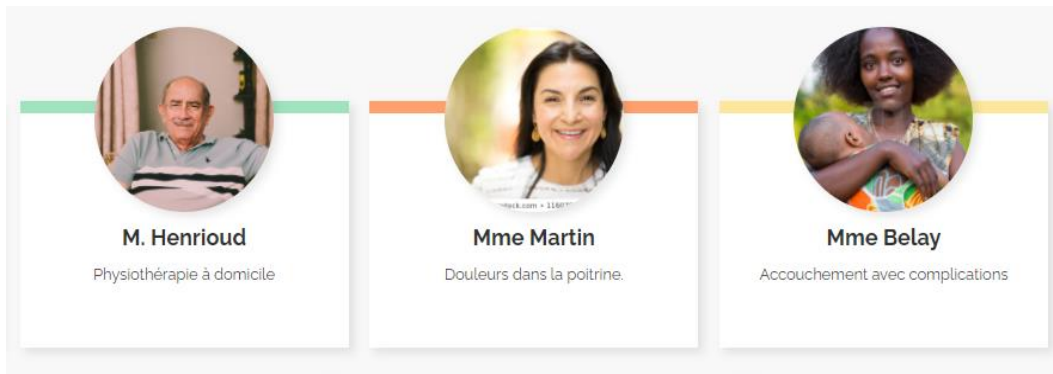 M. Henrioud
Physiothérapie à domicile
Mme Martin
Douleurs dans la poitrine.
Mme Belay
Accouchement avec complications